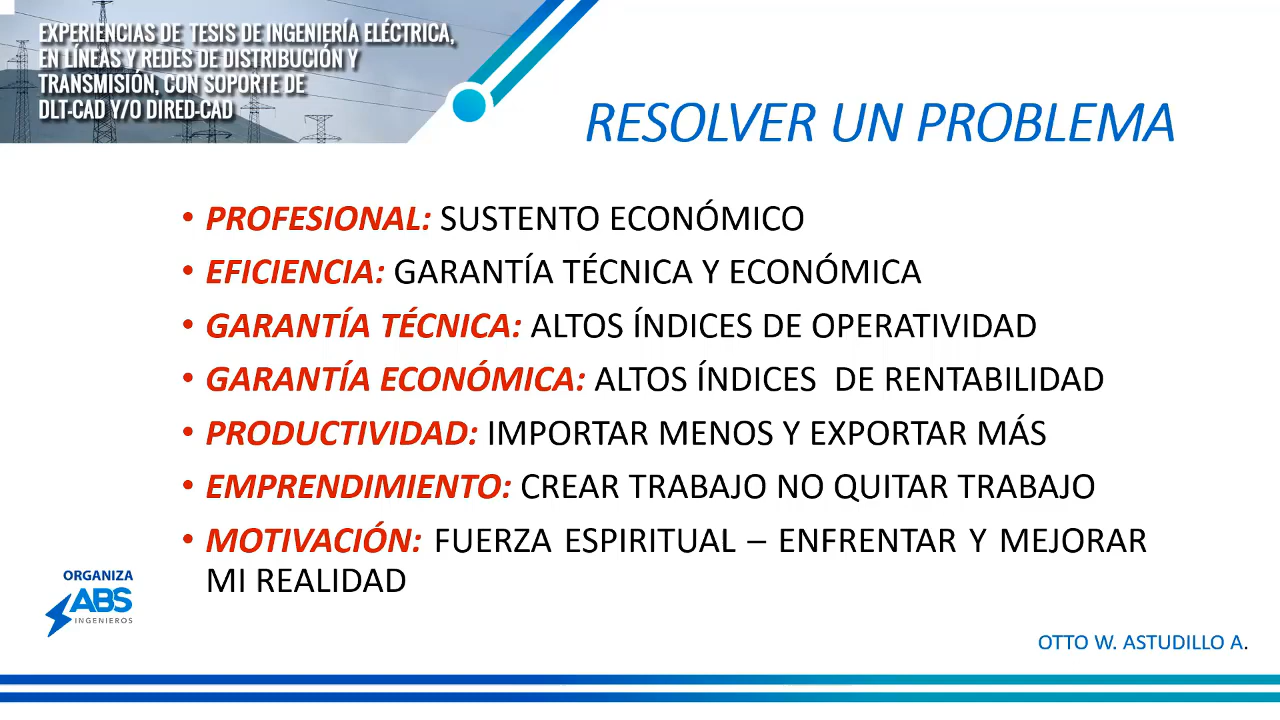 EXPERIENCIAS DE TESIS DE INGENIERÍA ELÉCTRICA,
EN LÍNEAS Y REDES DE DISTRIBUCIÓN Y
TRANSMISIÓN, CON SOPORTE DE
DLT-CAD Y/O DIRED-CAD
RESOLVER UN PROBLEMA
• PROFESIONAL: SUSTENTO ECONÓMICO
• EFICIENCIA: GARANTÍA TÉCNICA Y ECONÓMICA
• GARANTÍA TÉCNICA: ALTOS ÍNDICES DE OPERATIVIDAD
• GARANTÍA ECONÓMICA: ALTOS ÍNDICES DE RENTABILIDAD
• PRODUCTIVIDAD: IMPORTAR MENOS Y EXPORTAR MÁS
• EMPRENDIMIENTO: CREAR TRABAJO NO QUITAR TRABAJO
• MOTIVACIÓN: FUERZA ESPIRITUAL – ENFRENTAR Y MEJORAR
MI REALIDAD
ORGANIZA
ABS
INGENIEROS
OTTO W. ASTUDILLO A.